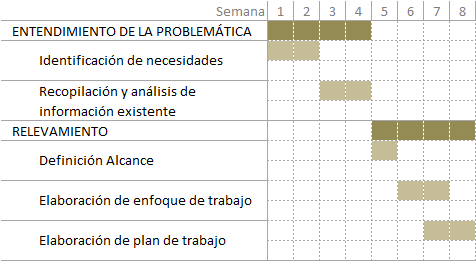 Semana 1 2 3 4 5 6 7 8
ENTENDIMIENTO DE LA PROBLEMÁTICA
Identificación de necesidades
Recopilación y análisis de
información existente
RELEVAMIENTO
Definición Alcance
Elaboración de enfoque de trabajo
Elaboración de plan de trabajo